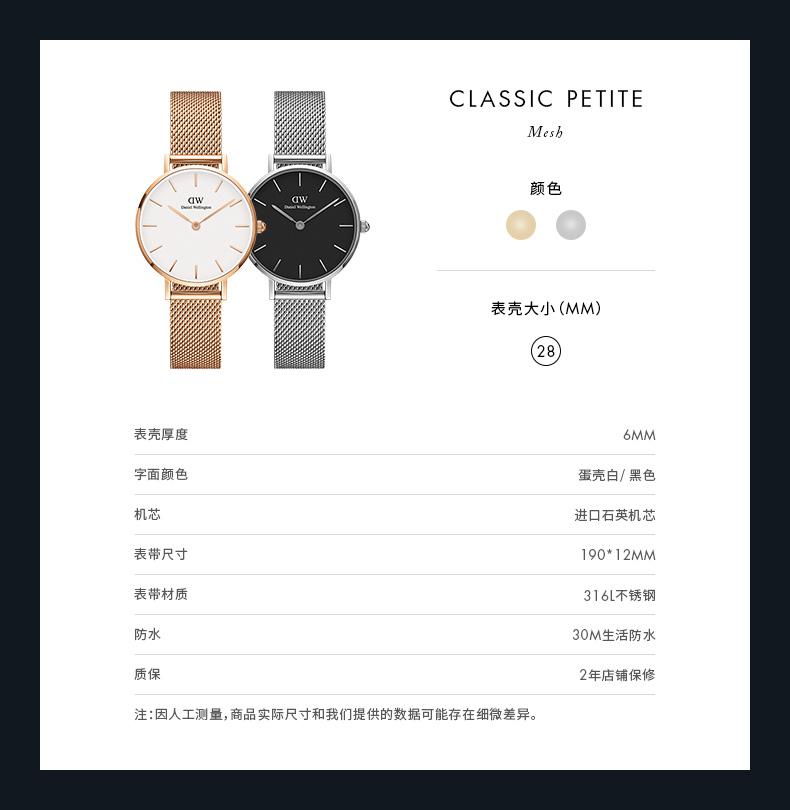 CLASSIC PETITE
Mesh
DW
Daniel Wellington
DW
Daniel Wellington
颜色
表壳大小(MM)
28
表壳厚度 6MM
字面颜色 蛋壳白/ 黑色
机芯 进口石英机芯
表带尺寸 190*12MM
表带材质 316L不锈钢
防水 30M生活防水
质保 2年店铺保修
注:因人工测量,商品实际尺寸和我们提供的数据可能存在细微差异。